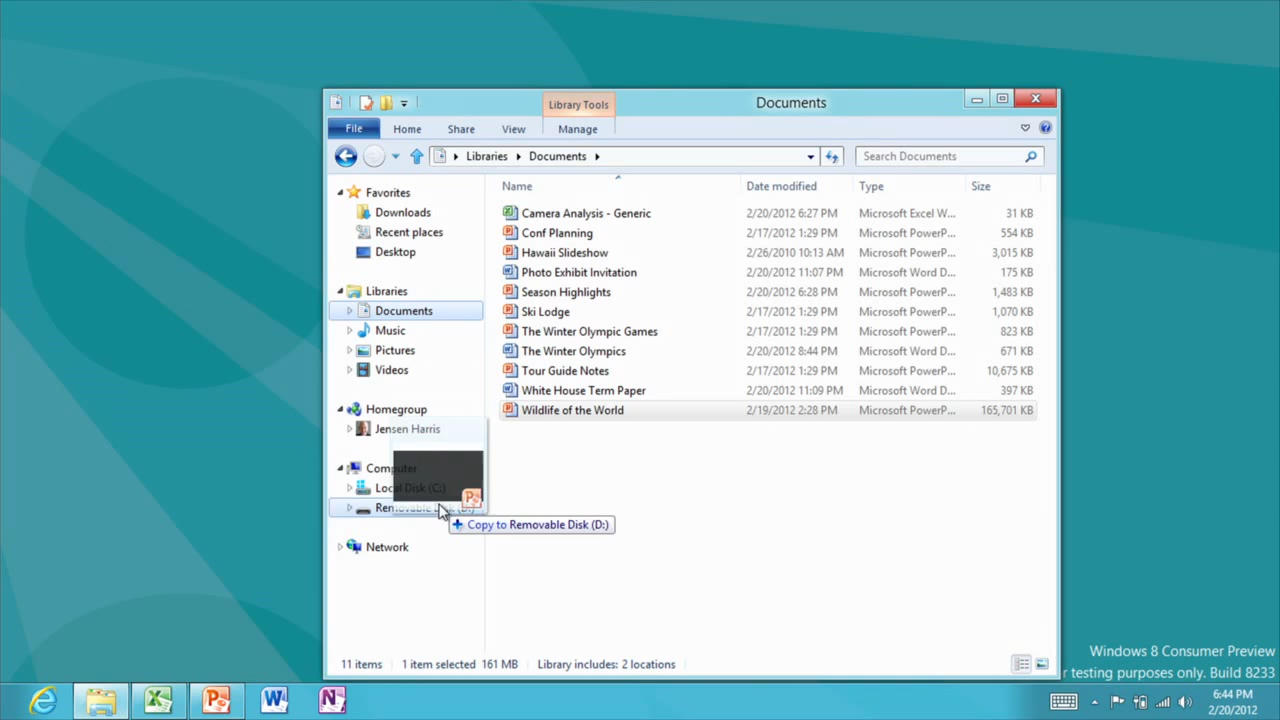 Library Tools
Documents
File Home Share View Manage
Libraries Documents Search Documents
Name Date modified Type Size
Favorites
Downloads
Recent places
Desktop
Libraries
Documents
Music
Pictures
Videos
Homegroup
Jensen Harris
Computer
Local Disk (C:)
Removable Disk (D:)
Network
Camera Analysis - Generic 2/20/2012 6:27 PM Microsoft Excel W... 31 KB
Conf Planning 2/17/2012 1:29 PM Microsoft PowerP... 554 KB
Hawaii Slideshow 2/26/2010 10:13 AM Microsoft PowerP... 3,015 KB
Photo Exhibit Invitation 2/20/2012 11:07 PM Microsoft Word D... 175 KB
Season Highlights 2/20/2012 6:28 PM Microsoft PowerP... 1,483 KB
Ski Lodge 2/17/2012 1:29 PM Microsoft PowerP... 1,070 KB
The Winter Olympic Games 2/17/2012 1:29 PM Microsoft PowerP... 823 KB
The Winter Olympics 2/20/2012 8:44 PM Microsoft Word D... 671 KB
Tour Guide Notes 2/17/2012 1:29 PM Microsoft PowerP... 10,675 KB
White House Term Paper 2/20/2012 11:09 PM Microsoft Word D... 397 KB
Wildlife of the World 2/19/2012 2:28 PM Microsoft PowerP... 165,701 KB
Copy to Removable Disk (D:)
11 items 1 item selected 161 MB Library includes: 2 locations
Windows 8 Consumer Preview
r testing purposes only. Build 8233
6:44 PM
2/20/2012